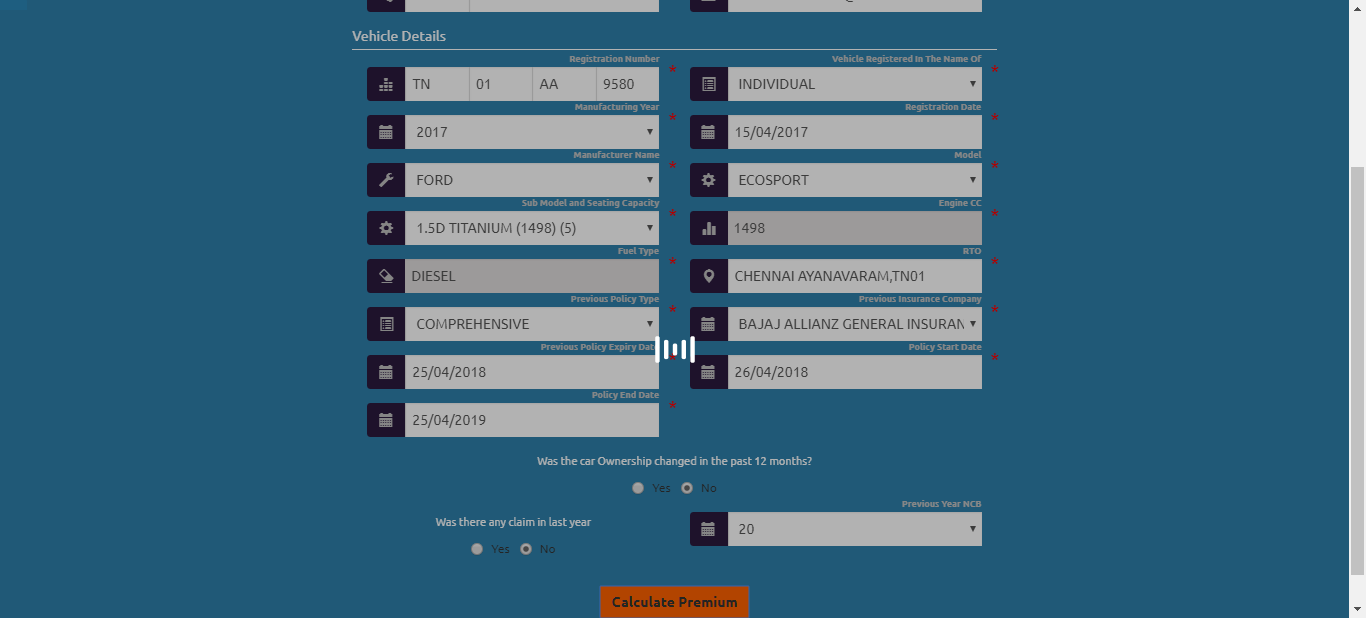 Vehicle Details
Registration Number
Vehicle Registered In The Name Of
TN 01 AA 9580 *
INDIVIDUAL *
Manufacturing Year
Registration Date
2017 *
15/04/2017 *
Manufacturer Name
Model
FORD *
ECOSPORT *
Sub Model and Seating Capacity
Engine CC
1.5D TITANIUM (1498) (5) *
1498 *
Fuel Type
RTO
DIESEL *
CHENNAI AYANAVARAM,TN01 *
Previous Policy Type
Previous Insurance Company
COMPREHENSIVE *
BAJAJ ALLIANZ GENERAL INSURAN *
Previous Policy Expiry Date
Policy Start Date
25/04/2018
26/04/2018 *
Policy End Date
25/04/2019 *
Was the car Ownership changed in the past 12 months?
Yes No
Previous Year NCB
Was there any claim in last year
20
Yes No
Calculate Premium